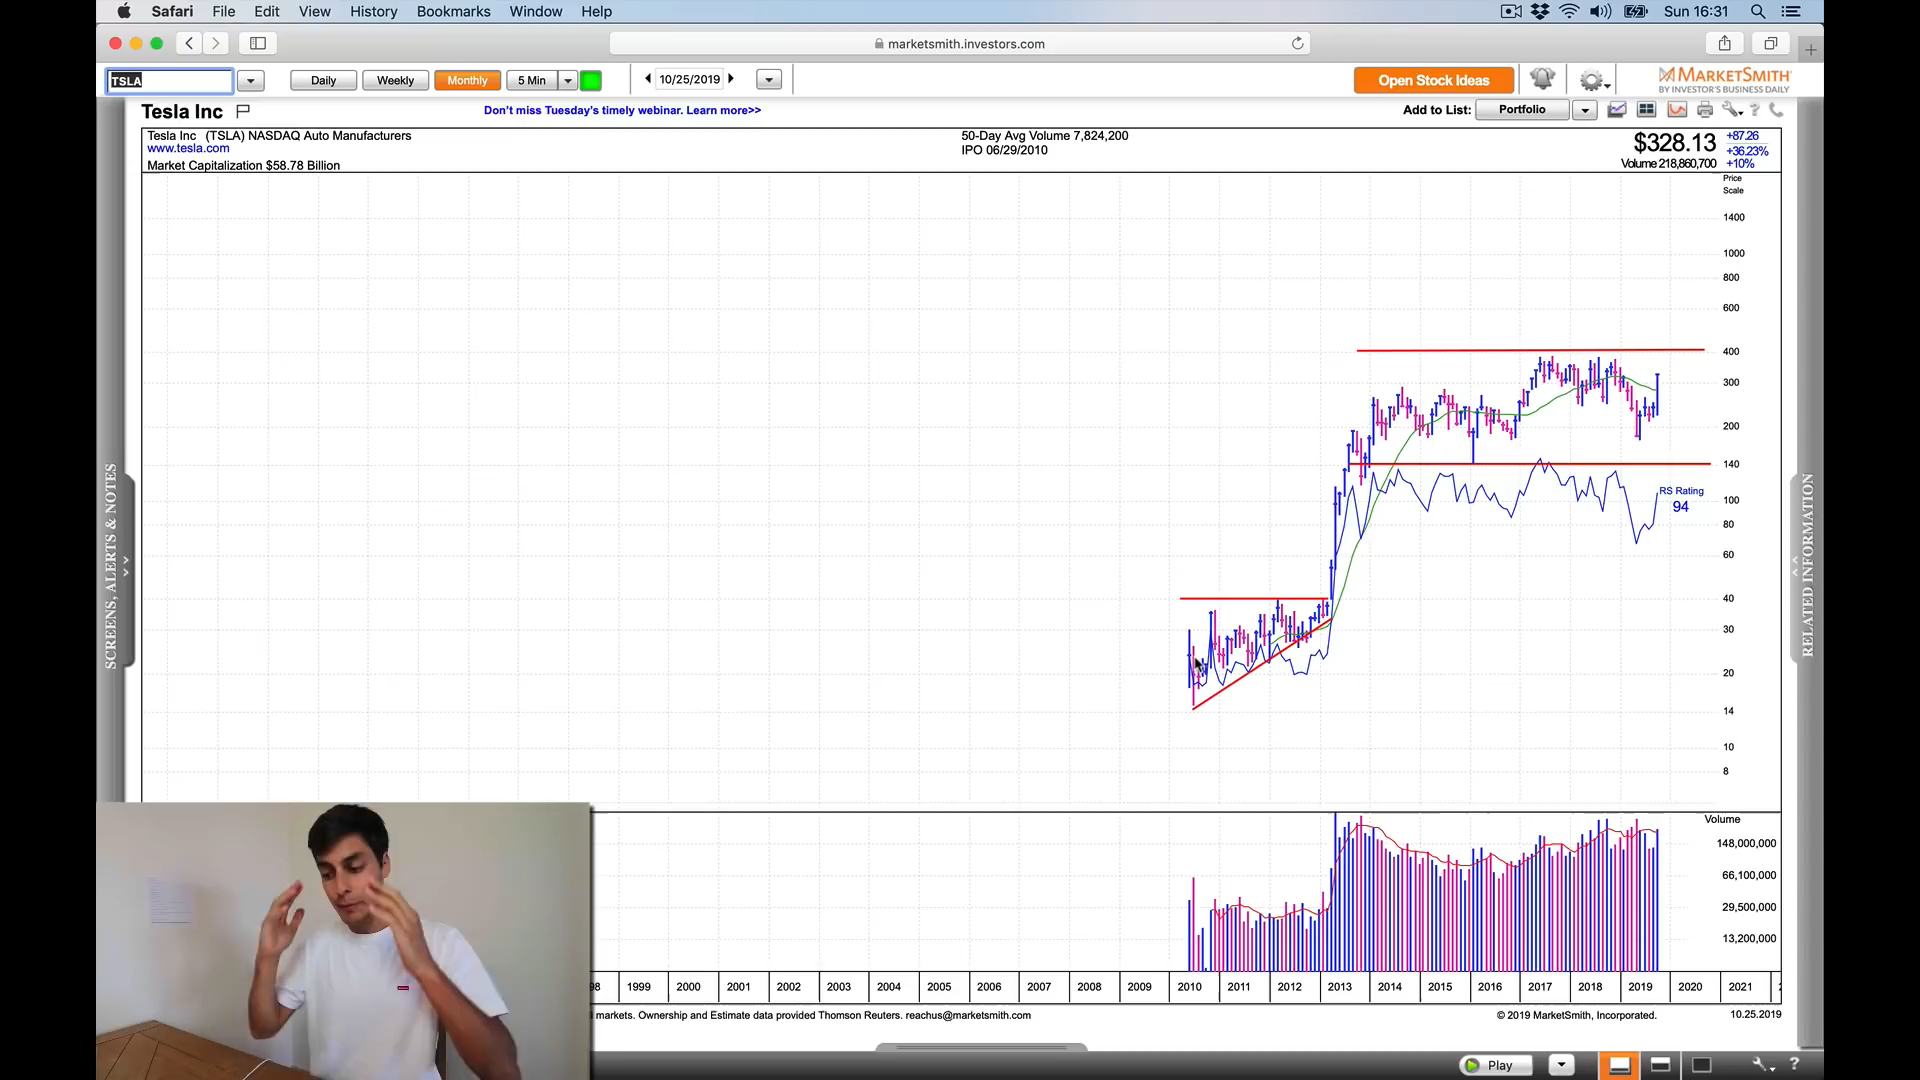 Safari File Edit View History Bookmarks Window Help Sun 16:31
marketsmith.investors.com
TSLA Daily Weekly Monthly 5 Min 10/25/2019 Open Stock Ideas MARKETSMITH
BY INVESTOR'S BUSINESS DAILY
Tesla Inc Don't miss Tuesday's timely webinar. Learn more>> Add to List: Portfolio ?
Tesla Inc (TSLA) NASDAQ Auto Manufacturers 50-Day Avg Volume 7,824,200 $328.13 +87.26
www.tesla.com IPO 06/29/2010 +36.23%
Market Capitalization $58.78 Billion Volume 218,860,700 +10%
Price
Scale
1400
1000
800
600
400
300
200
140
RS Rating
94
100
80
60
40
30
20
14
10
8
SCREENS, ALERTS & NOTES
RELATED INFORMATION
Volume
148,000,000
66,100,000
29,500,000
13,200,000
98 1999 2000 2001 2002 2003 2004 2005 2006 2007 2008 2009 2010 2011 2012 2013 2014 2015 2016 2017 2018 2019 2020 2021 2
l markets. Ownership and Estimate data provided Thomson Reuters. reachus@marketsmith.com © 2019 MarketSmith, Incorporated. 10.25.2019
Play ?